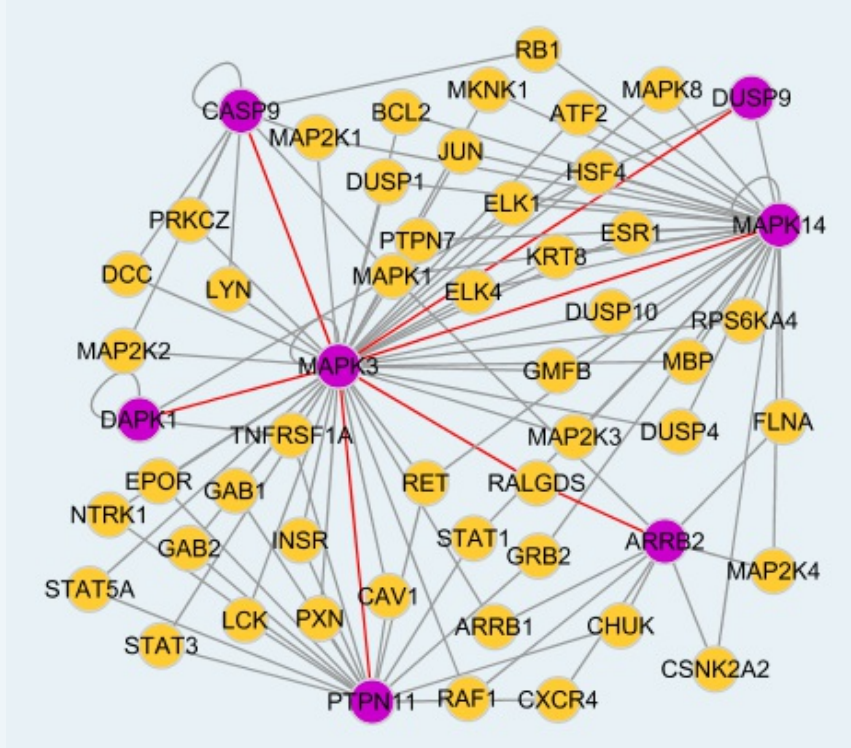 RB1
MKNK1
MAPK8
DUSP9
CASP9
BCL2
ATF2
MAP2K1
JUN
HSF4
DUSP1
ELK1
PRKCZ
MAPK14
PTPN7
ESR1
KRT8
DCC
MAPK1
LYN
ELK4
DUSP10
RPS6KA4
MAP2K2
MAPK3
GMFB
MBP
DAPK1
TNFRSF1A
MAP2K3
DUSP4
FLNA
EPOR
GAB1
RET
RALGDS
NTRK1
GAB2
INSR
STAT1
GRB2
ARRB2
MAP2K4
STAT5A
CAV1
LCK
PXN
ARRB1
CHUK
STAT3
CSNK2A2
PTPN11
RAF1
CXCR4